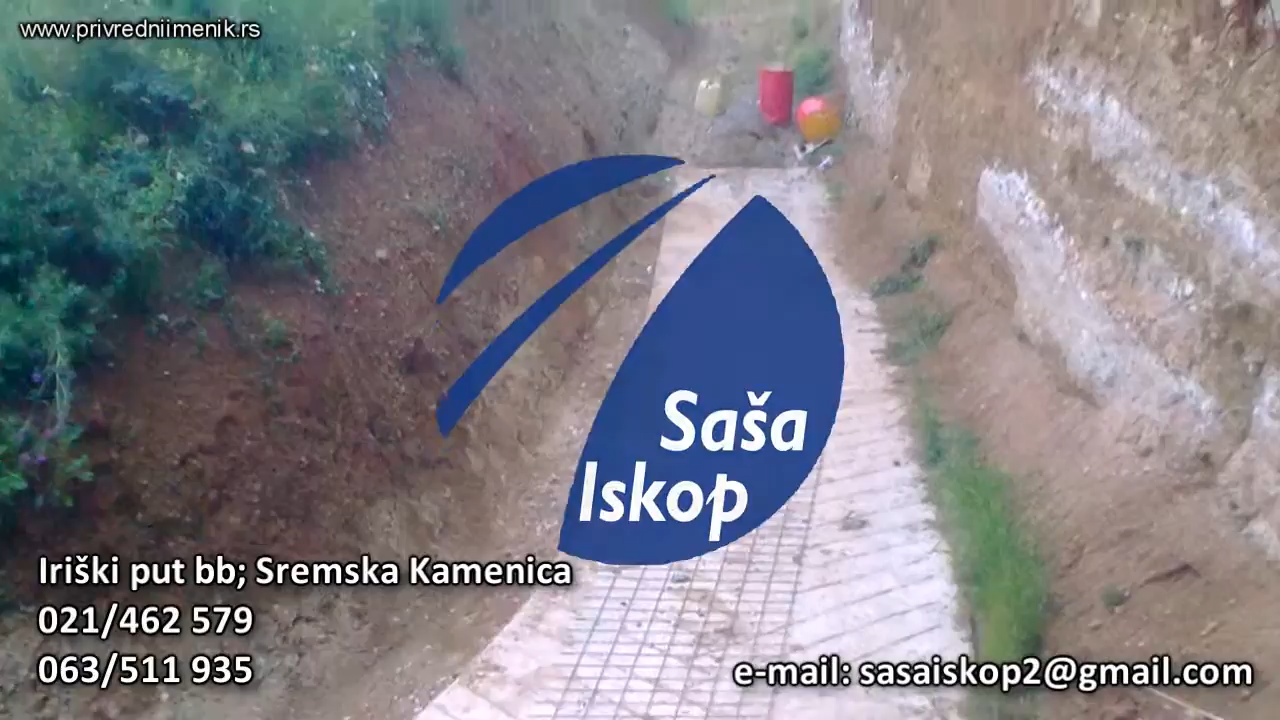 www.privredniimenik.rs
Saša
Iskop
Iriški put bb; Sremska Kamenica
021/462 579
063/511 935
e-mail: sasaiskop2@gmail.com